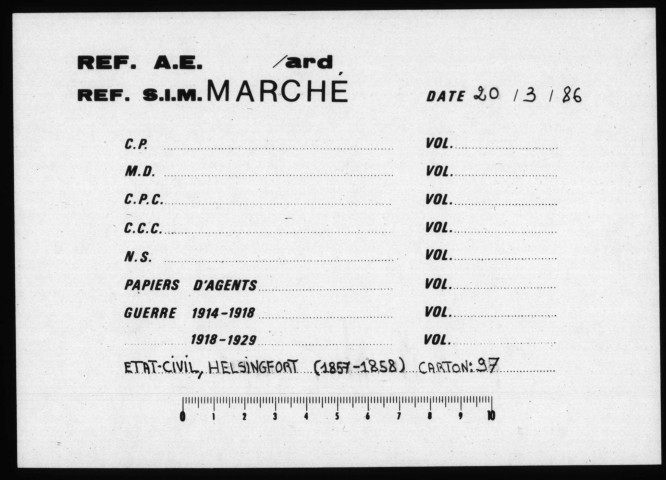 REF. A.E. /ard
REF. S.I.M. MARCHÉ DATE 20 / 3 / 86
C.P. VOL.
M.D. VOL.
C.P.C. VOL.
C.C.C. VOL.
N.S. VOL.
PAPIERS D'AGENTS VOL.
GUERRE 1914-1918 VOL.
1918-1929 VOL.
ETAT-CIVIL, HELSINGFORT (1857-1858) CARTON: 97
0 1 2 3 4 5 6 7 8 9 10